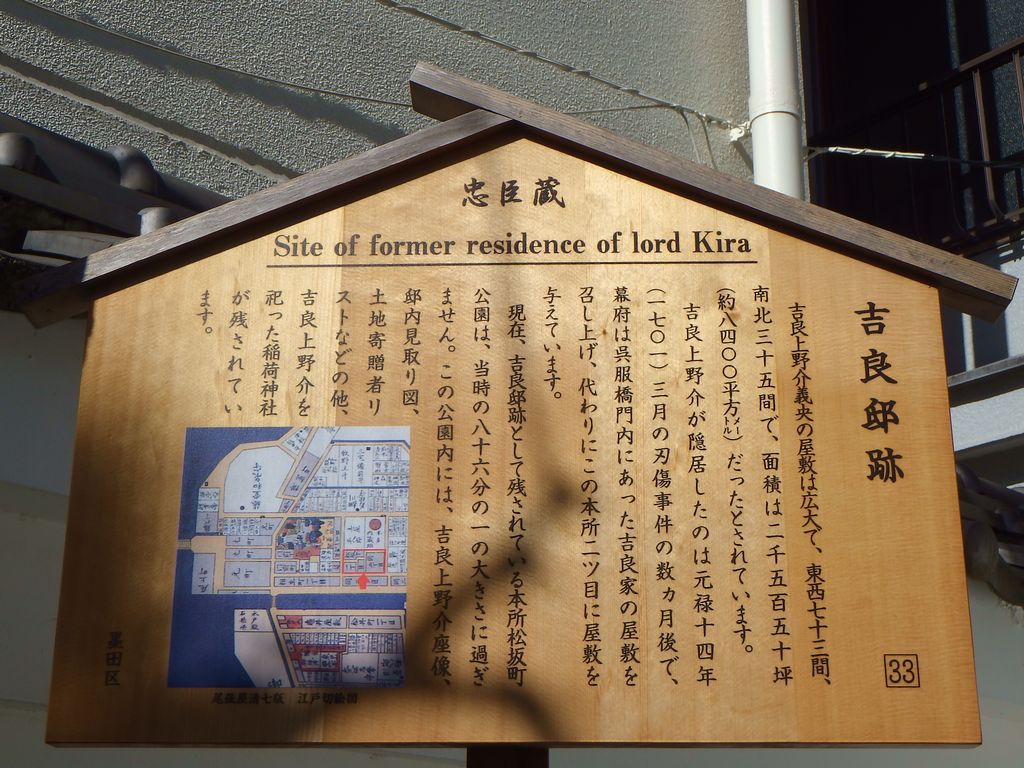 忠臣蔵
Site of former residence of lord Kira
吉良邸跡
33
吉良上野介義央の屋敷は広大で、東西七十三間、
南北三十五間で、面積は二千五百五十坪
(約八四〇〇平方メートル)だったとされています。
吉良上野介が隠居したのは元禄十四年
(一七〇一)三月の刃傷事件の数カ月後で、
幕府は呉服橋門内にあった吉良家の屋敷を
召し上げ、代わりにこの本所二ツ目に屋敷を
与えています。
現在、吉良邸跡として残されている本所松坂町
公園は、当時の八十六分の一の大きさに過ぎ
ません。この公園内には、吉良上野介座像、
邸内見取り図、
土地寄贈者リ
ストなどの他、
吉良上野介を
祀った稲荷神社
が残されてい
ます。
尾張屋清七版 江戸切絵図
墨田区